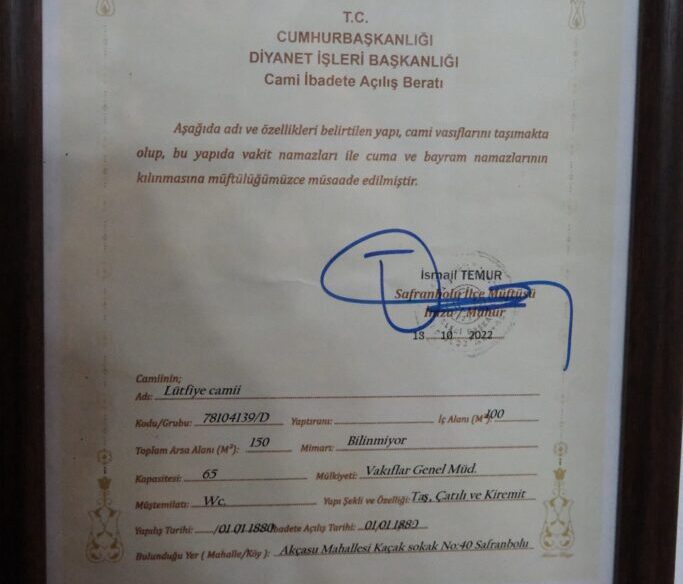 T.C.
CUMHURBAŞKANLIĞI
DİYANET İŞLERİ BAŞKANLIĞI
Cami İbadete Açılış Beratı
Aşağıda adı ve özellikleri belirtilen yapı, cami vasıflarını taşımakta
olup, bu yapıda vakit namazları ile cuma ve bayram namazlarının
kılınmasına müftülüğümüzce müsaade edilmiştir.
İsmail TEMUR
Safranbolu İlçe Müftüsü
İmza / Mühür
13 10 2022
Camiinin;
Adı: Lütfiye camii
Kodu/Grubu: 78104139/D Yaptıranı: İç Alanı (M²): 100
Toplam Arsa Alanı (M²): 150 Mimarı: Bilinmiyor
Kapasitesi: 65 Mülkiyeti: Vakıflar Genel Müd.
Müştemilatı: Wc. Yapı Şekli ve Özelliği: Taş, Çatılı ve Kiremit
Yapılış Tarihi: /01 01 1880 İbadete Açılış Tarihi: 01/01 1880
Bulunduğu Yer ( Mahalle/Köy ): Akçasu Mahallesi Kaçak sokak No:40 Safranbolu